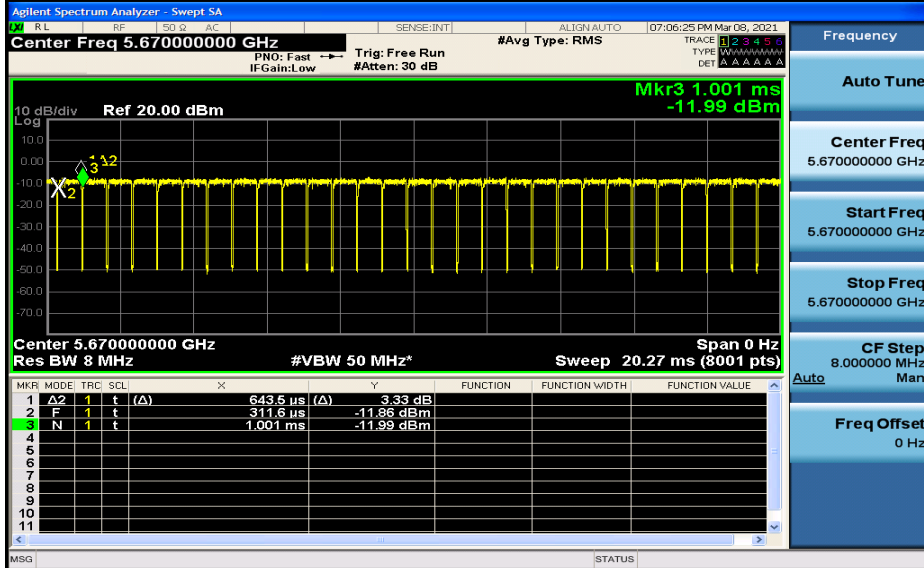 Agilent Spectrum Analyzer - Swept SA
LXI RL RF 50 Ω AC SENSE:INT ALIGN AUTO 07:06:25 PM Mar 08, 2021
Center Freq 5.670000000 GHz
PNO: Fast
IFGain:Low
Trig: Free Run
#Atten: 30 dB
#Avg Type: RMS
TRACE 1 2 3 4 5 6
TYPE W
DET A A A A A A
Mkr3 1.001 ms
-11.99 dBm
10 dB/div Ref 20.00 dBm
Log
10.0
0.00
-10.0
-20.0
-30.0
-40.0
-50.0
-60.0
-70.0
1Δ2
3
X2
Center 5.670000000 GHz Span 0 Hz
Res BW 8 MHz #VBW 50 MHz* Sweep 20.27 ms (8001 pts)
MKR MODE TRC SCL X Y FUNCTION FUNCTION WIDTH FUNCTION VALUE
1 Δ2 1 t (Δ) 643.5 µs (Δ) 3.33 dB
2 F 1 t 311.6 µs -11.86 dBm
3 N 1 t 1.001 ms -11.99 dBm
4
5
6
7
8
9
10
11
MSG STATUS
Frequency
Auto Tune
Center Freq
5.670000000 GHz
Start Freq
5.670000000 GHz
Stop Freq
5.670000000 GHz
CF Step
8.000000 MHz
Auto Man
Freq Offset
0 Hz